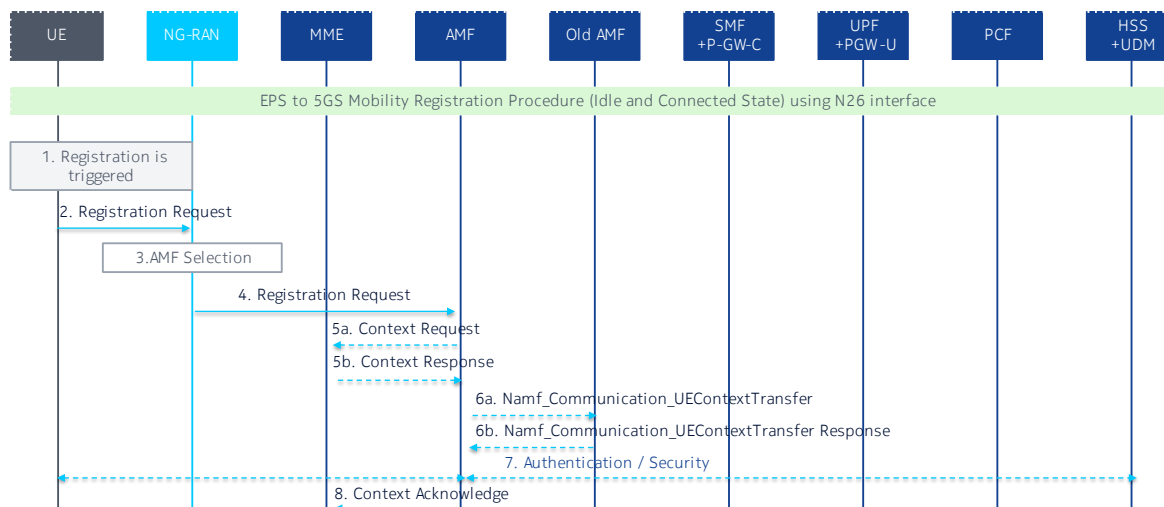 UE
NG-RAN
MME
AMF
Old AMF
SMF
+P-GW-C
UPF
+PGW-U
PCF
HSS
+UDM
EPS to 5GS Mobility Registration Procedure (Idle and Connected State) using N26 interface
1. Registration is
triggered
2. Registration Request
3.AMF Selection
4. Registration Request
5a. Context Request
5b. Context Response
6a. Namf_Communication_UEContextTransfer
6b. Namf_Communication_UEContextTransfer Response
7. Authentication / Security
8. Context Acknowledge